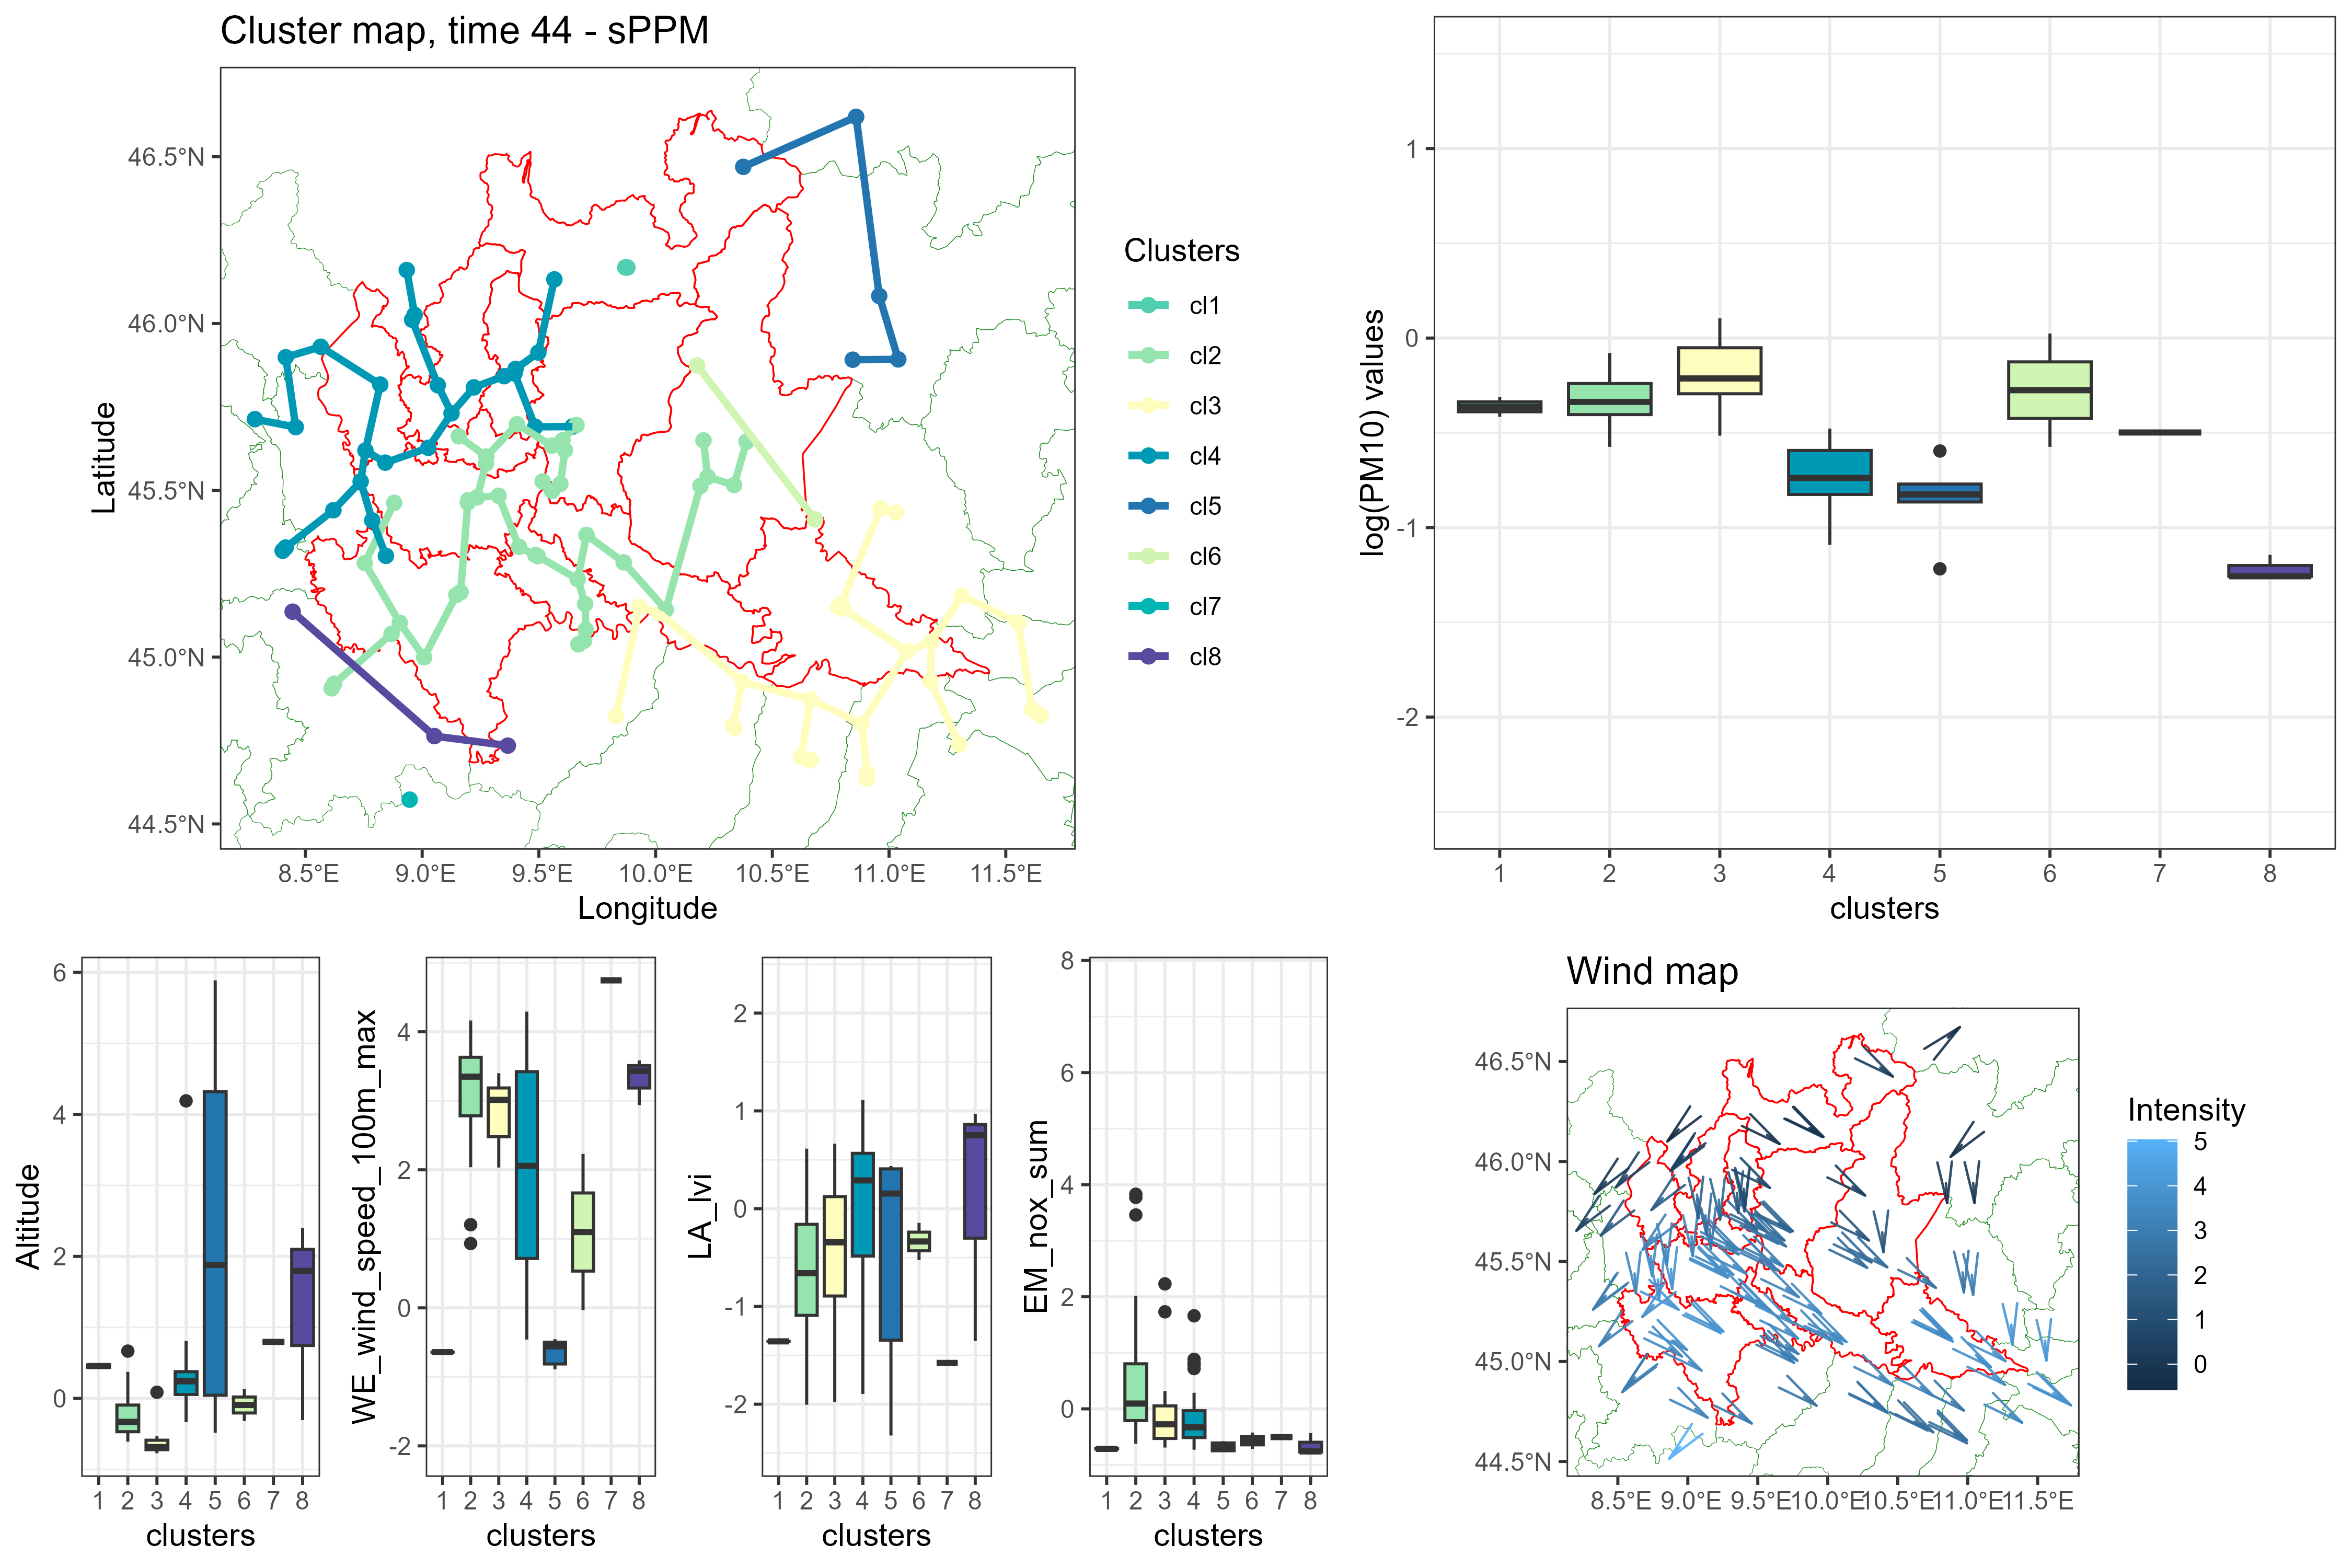 Cluster map, time 44 - sPPM
46.5°N
46.0°N
45.5°N
45.0°N
44.5°N
Latitude
8.5°E 9.0°E 9.5°E 10.0°E 10.5°E 11.0°E 11.5°E
Longitude
Clusters
cl1
cl2
cl3
cl4
cl5
cl6
cl7
cl8
log(PM10) values
1
0
-1
-2
1 2 3 4 5 6 7 8
clusters
Altitude
6
4
2
0
1 2 3 4 5 6 7 8
clusters
WE_wind_speed_100m_max
4
2
0
-2
1 2 3 4 5 6 7 8
clusters
LA_lvi
2
1
0
-1
-2
1 2 3 4 5 6 7 8
clusters
EM_nox_sum
8
6
4
2
0
1 2 3 4 5 6 7 8
clusters
Wind map
46.5°N
46.0°N
45.5°N
45.0°N
44.5°N
8.5°E 9.0°E 9.5°E 10.0°E 10.5°E 11.0°E 11.5°E
Intensity
5
4
3
2
1
0